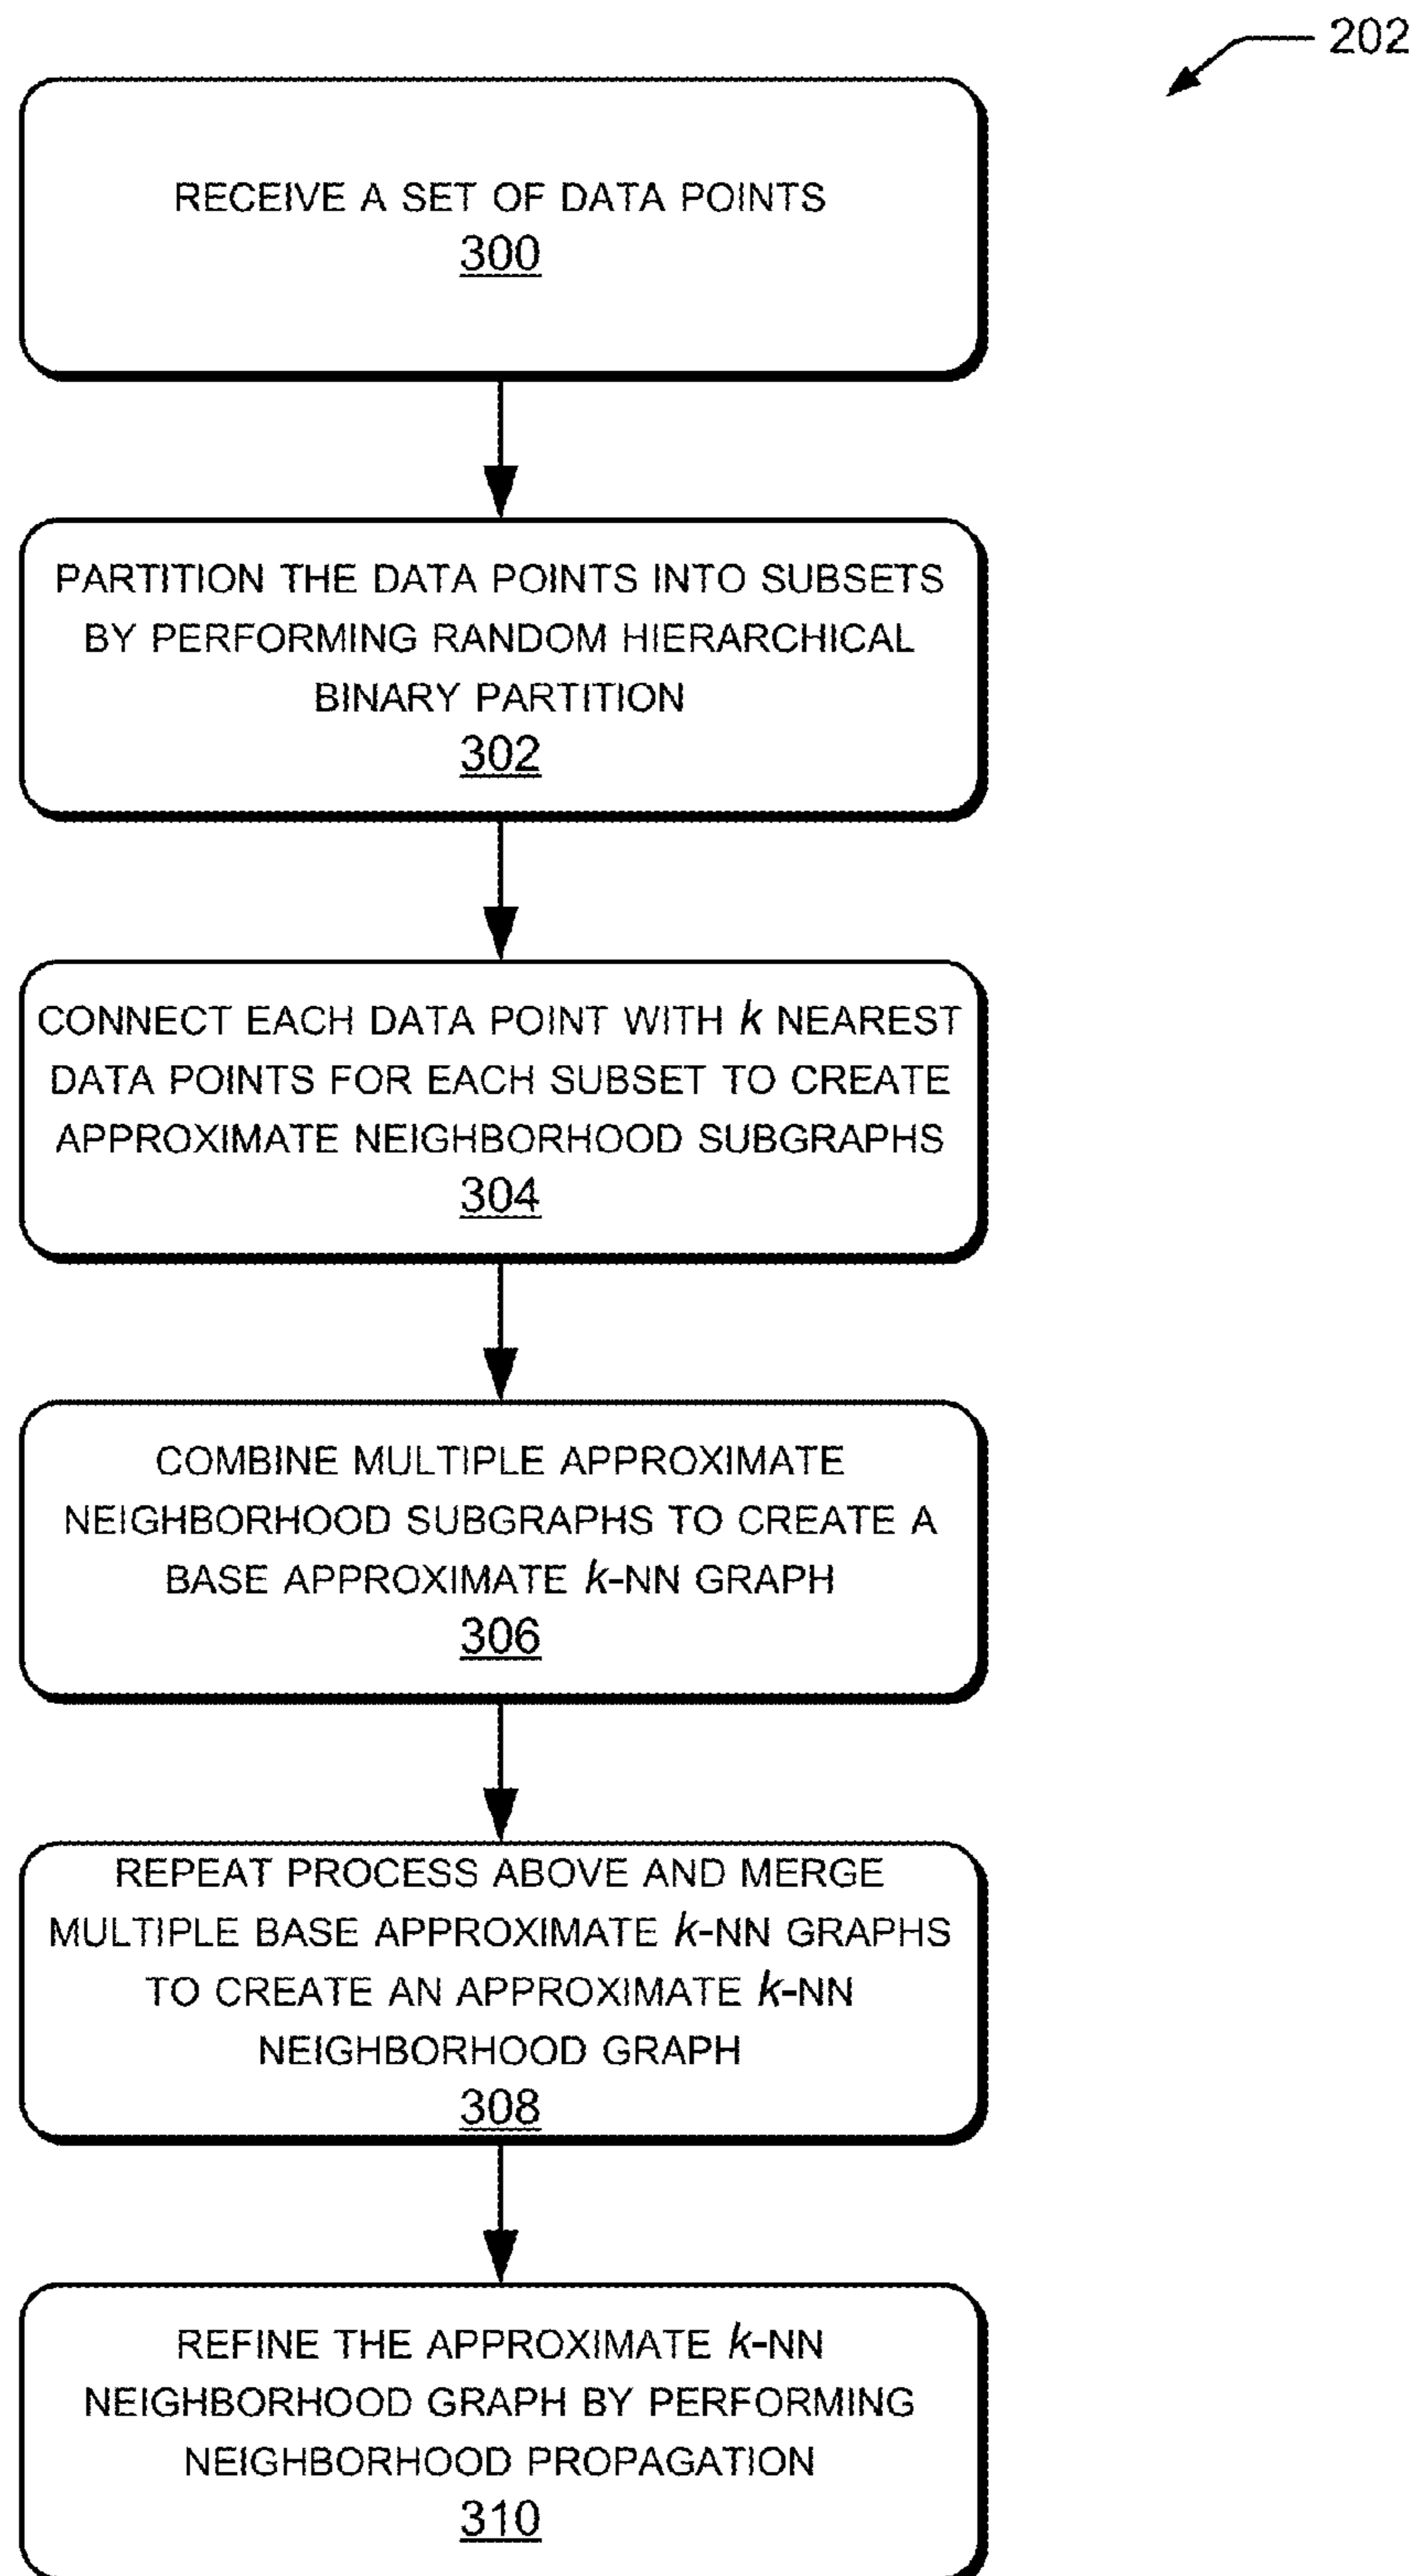 202
RECEIVE A SET OF DATA POINTS
300
PARTITION THE DATA POINTS INTO SUBSETS
BY PERFORMING RANDOM HIERARCHICAL
BINARY PARTITION
302
CONNECT EACH DATA POINT WITH k NEAREST
DATA POINTS FOR EACH SUBSET TO CREATE
APPROXIMATE NEIGHBORHOOD SUBGRAPHS
304
COMBINE MULTIPLE APPROXIMATE
NEIGHBORHOOD SUBGRAPHS TO CREATE A
BASE APPROXIMATE k-NN GRAPH
306
REPEAT PROCESS ABOVE AND MERGE
MULTIPLE BASE APPROXIMATE k-NN GRAPHS
TO CREATE AN APPROXIMATE k-NN
NEIGHBORHOOD GRAPH
308
REFINE THE APPROXIMATE k-NN
NEIGHBORHOOD GRAPH BY PERFORMING
NEIGHBORHOOD PROPAGATION
310